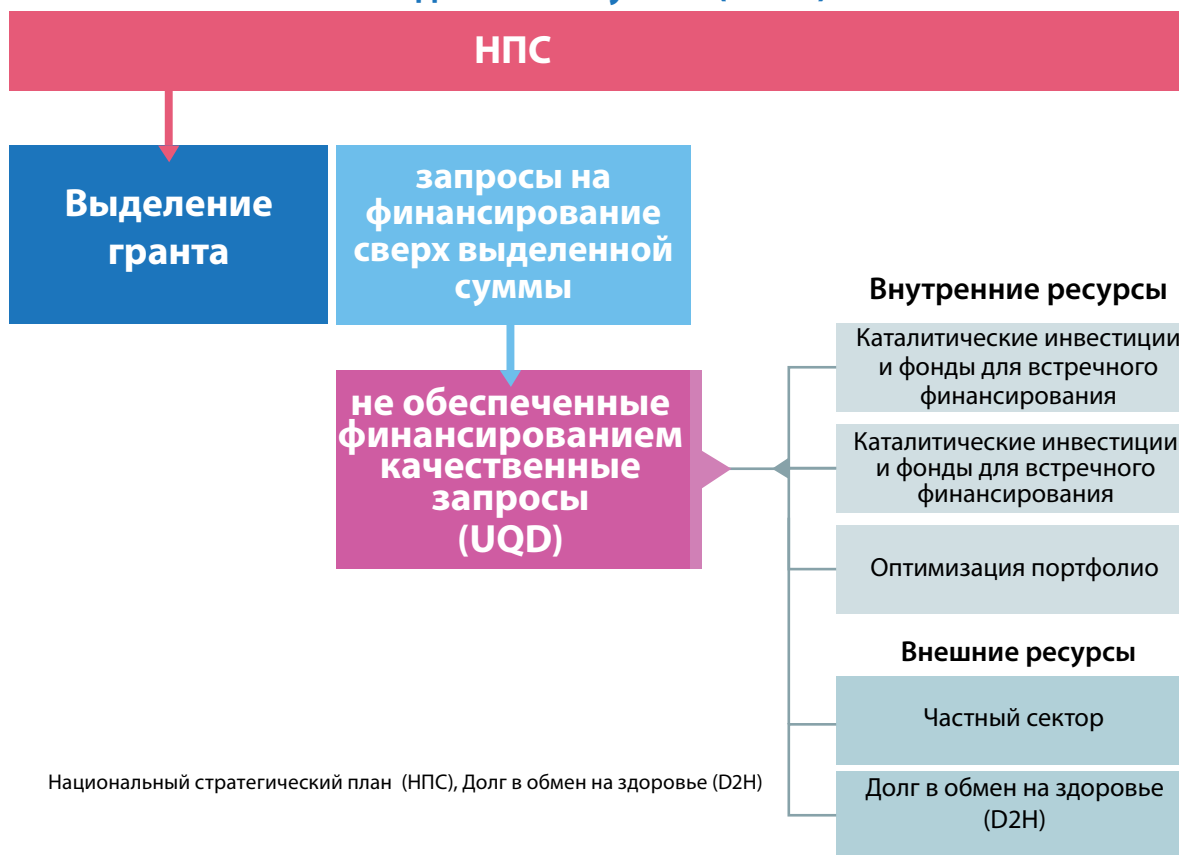 НПС
Выделение
гранта
запросы на
финансирование
сверх выделенной
суммы
не обеспеченные
финансированием
качественные
запросы
(UQD)
Внутренние ресурсы
Каталитические инвестиции
и фонды для встречного
финансирования
Каталитические инвестиции
и фонды для встречного
финансирования
Оптимизация портфолио
Внешние ресурсы
Частный сектор
Долг в обмен на здоровье
(D2H)
Национальный стратегический план (НПС), Долг в обмен на здоровье (D2H)